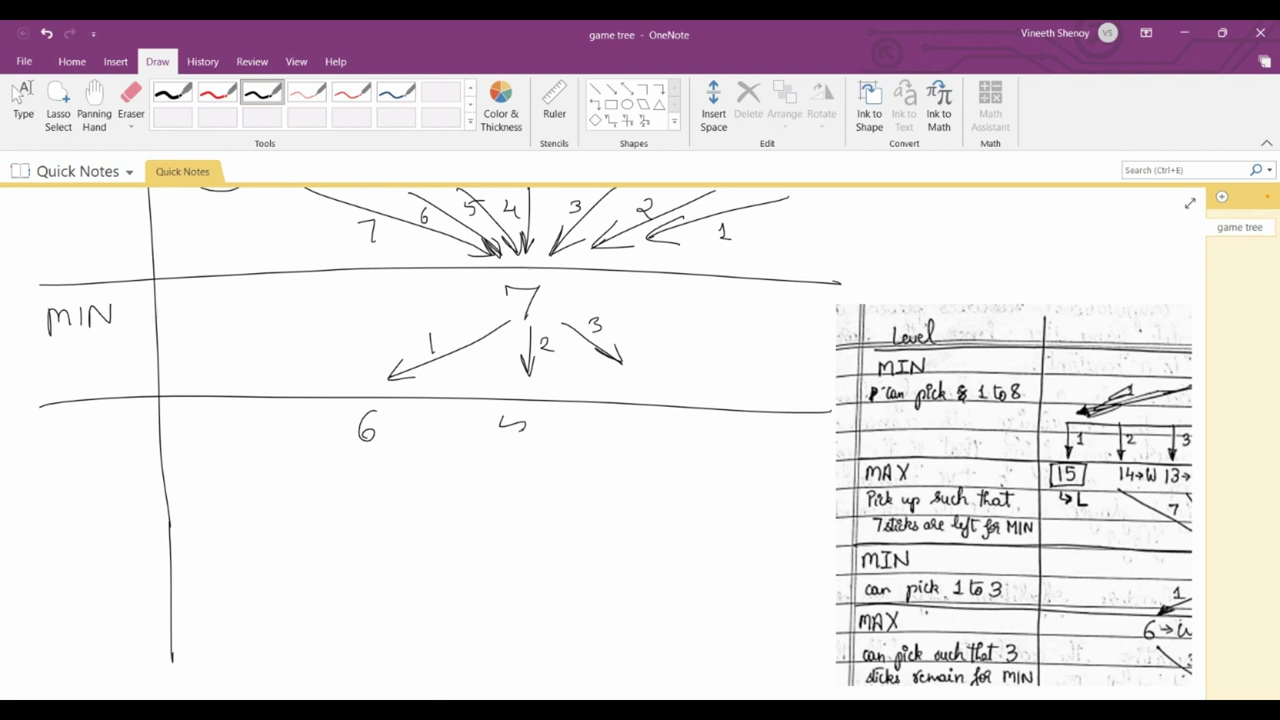 game tree - OneNote
Vineeth Shenoy
VS
File
Home
Insert
Draw
History
Review
View
Help
Type
Lasso Select
Panning Hand
Eraser
Color & Thickness
Ruler
Insert Space
Delete
Arrange
Rotate
Ink to Shape
Ink to Text
Ink to Math
Math Assistant
Tools
Stencils
Shapes
Edit
Convert
Math
Quick Notes
Quick Notes
Search (Ctrl+E)
game tree
7 6 5 4 3 2 1
MIN 7
1 2 3
6 5
Level
MIN
can pick 1 to 8
1 2 3
MAX 15 14→W 13→
Pick up such that ↳L 7
7 sticks are left for MIN
MIN
can pick 1 to 3 1
MAX 6→W
can pick such that 3
sticks remain for MIN